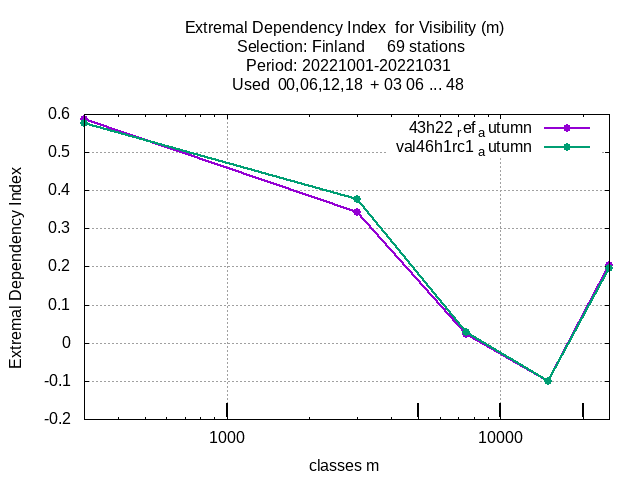 Extremal Dependency Index  for Visibility (m)
Selection: Finland     69 stations
Period: 20221001-20221031
Used  00,06,12,18  + 03 06 ... 48
43h22 ref a utumn
val46h1rc1 a utumn
Extremal Dependency Index
0.6
0.5
0.4
0.3
0.2
0.1
0
-0.1
-0.2
1000
10000
classes m